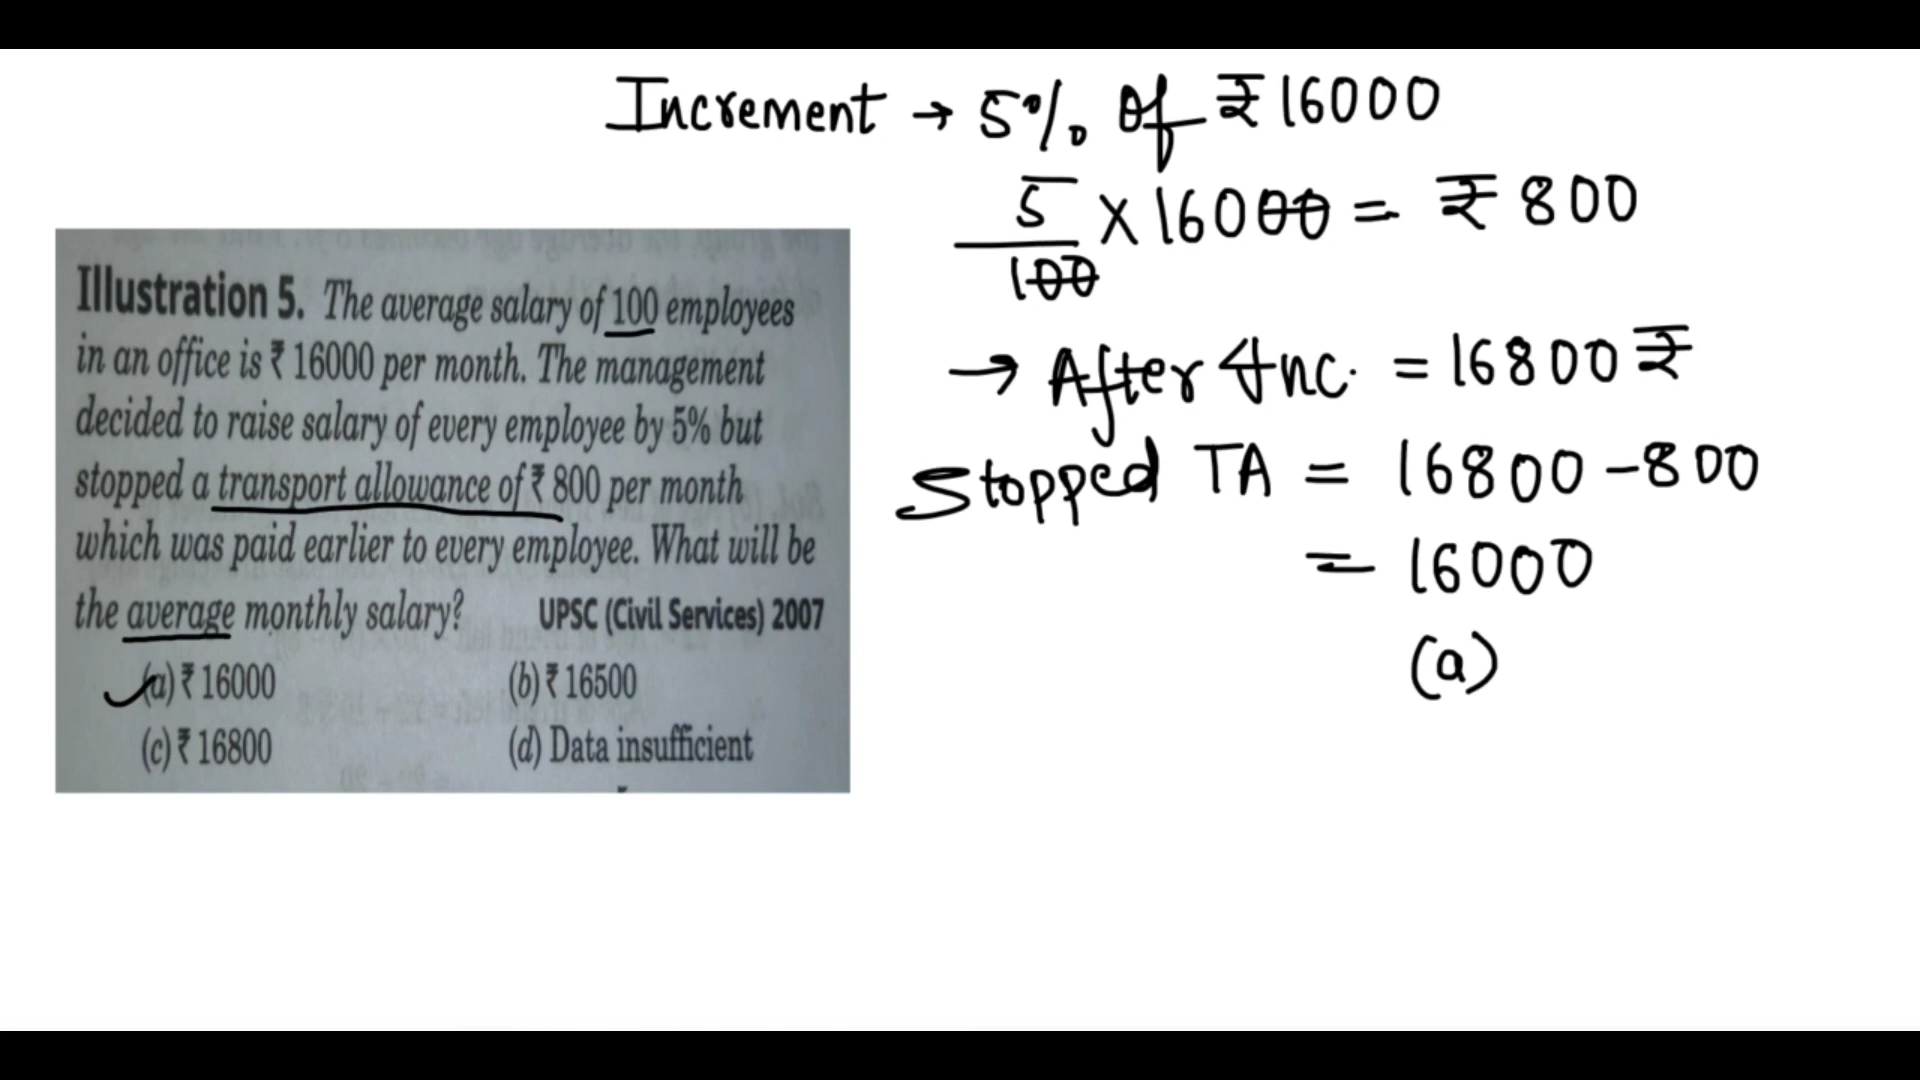 Increment → 5% of ₹16000
5/100 X 16000 = ₹ 800
→ After Inc. = 16800 ₹
Stopped TA = 16800 - 800
= 16000
(a)
Illustration 5. The average salary of 100 employees
in an office is ₹ 16000 per month. The management
decided to raise salary of every employee by 5% but
stopped a transport allowance of ₹ 800 per month
which was paid earlier to every employee. What will be
the average monthly salary? UPSC (Civil Services) 2007
(a) ₹ 16000 (b) ₹ 16500
(c) ₹ 16800 (d) Data insufficient